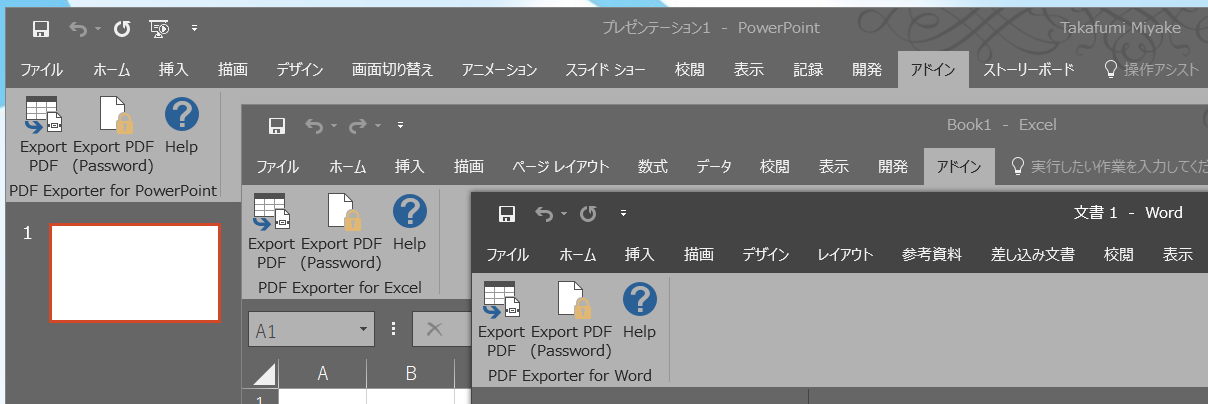 プレゼンテーション1 - PowerPoint
Takafumi Miyake
ファイル ホーム 挿入 描画 デザイン 画面切り替え アニメーション スライド ショー 校閲 表示 記録 開発 アドイン ストーリーボード 操作アシスト
Export PDF
Export PDF (Password)
Help
PDF Exporter for PowerPoint
1
Book1 - Excel
ファイル ホーム 挿入 描画 ページ レイアウト 数式 データ 校閲 表示 開発 アドイン 実行したい作業を入力してくだ
Export PDF
Export PDF (Password)
Help
PDF Exporter for Excel
A1
A B
1
文書 1 - Word
ファイル ホーム 挿入 描画 デザイン レイアウト 参考資料 差し込み文書 校閲 表示
Export PDF
Export PDF (Password)
Help
PDF Exporter for Word